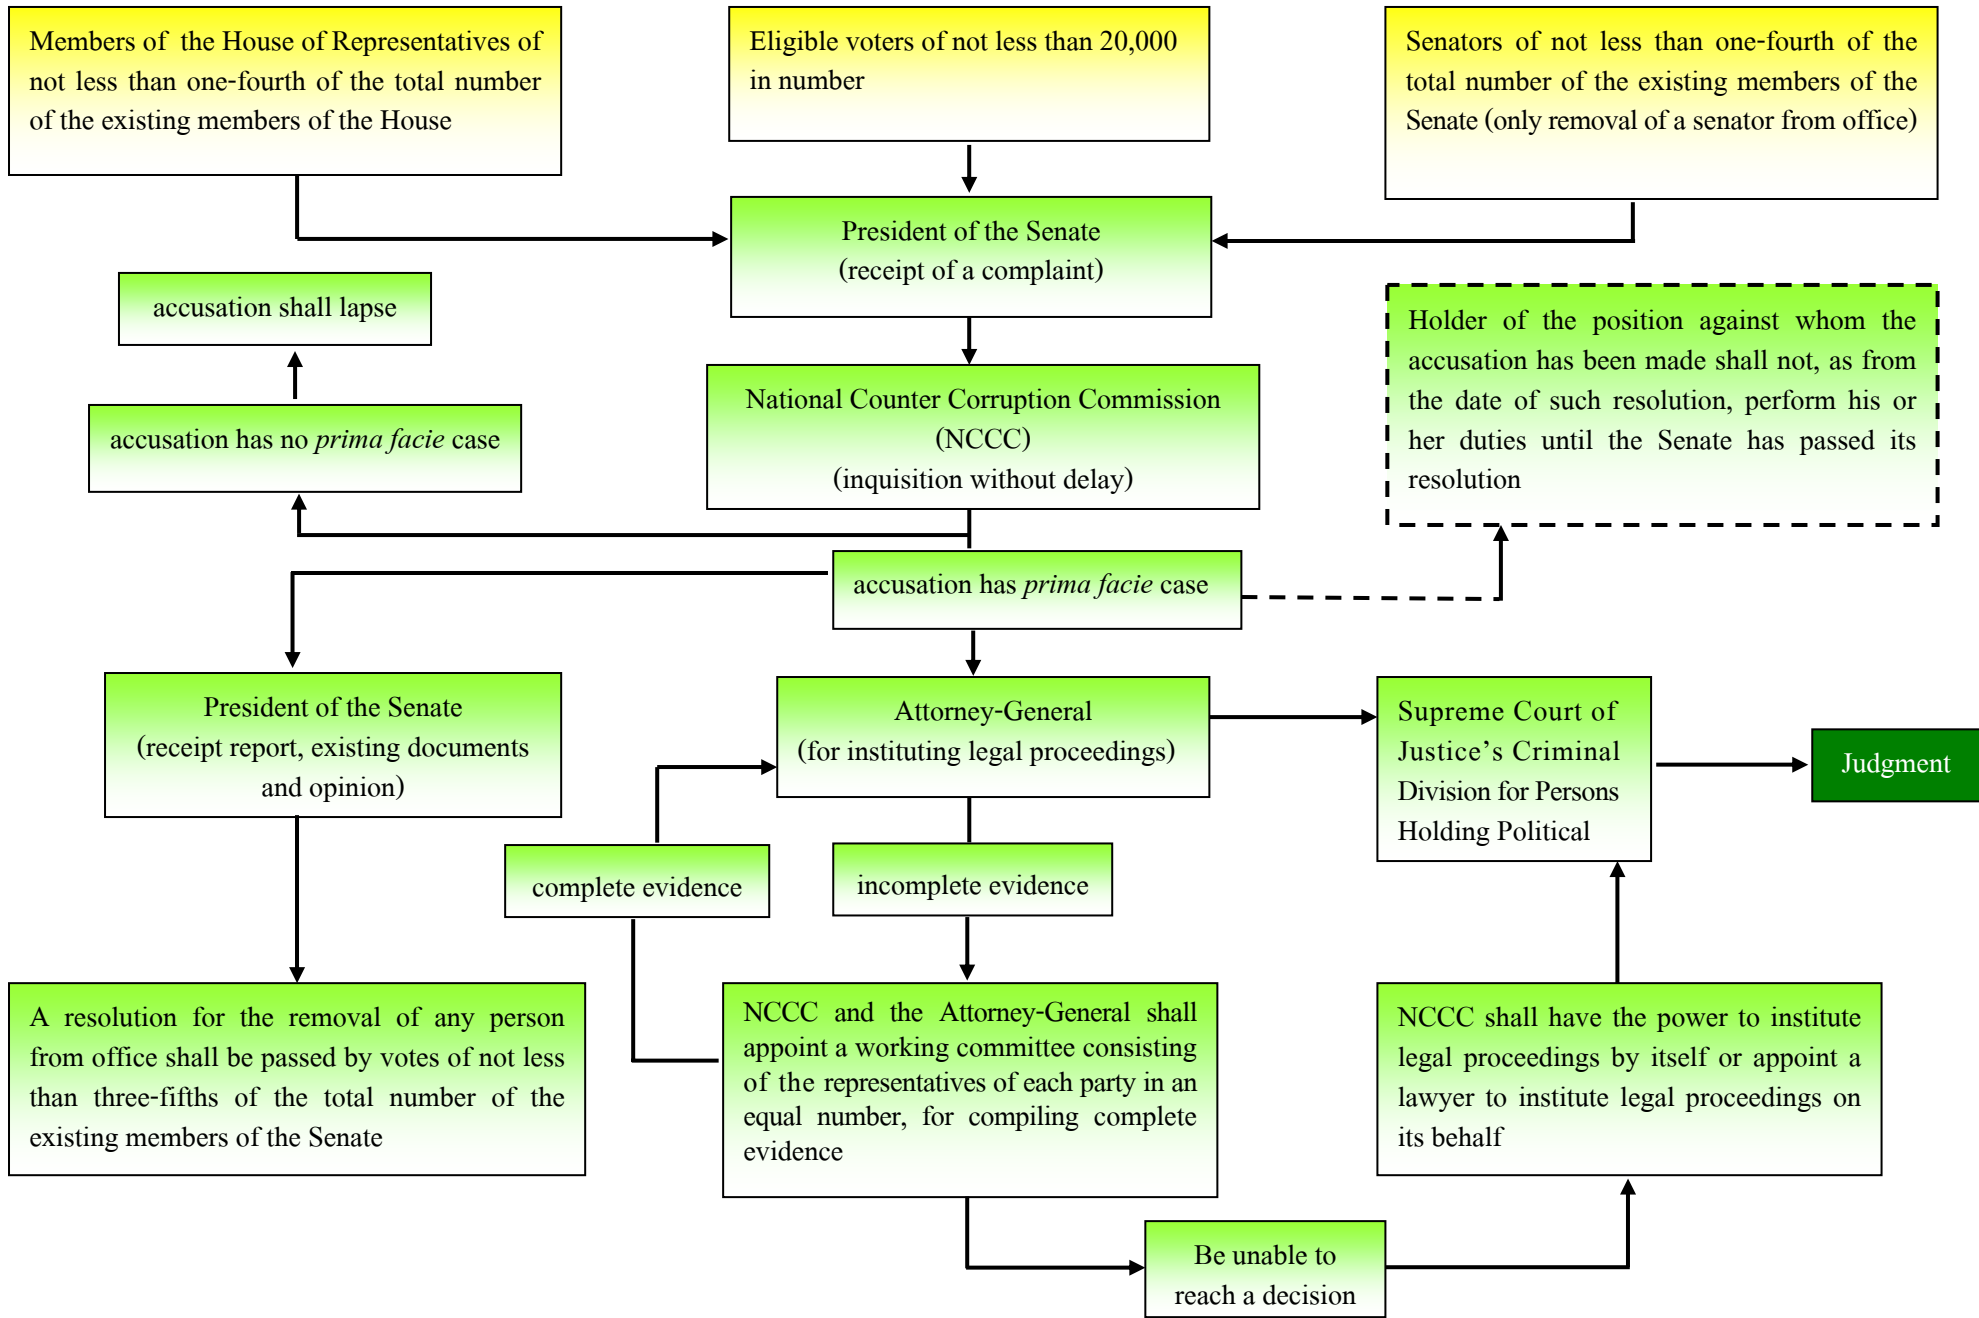 Members of the House of Representatives of
not less than one-fourth of the total number
of the existing members of the House
Eligible voters of not less than 20,000
in number
Senators of not less than one-fourth of the
total number of the existing members of the
Senate (only removal of a senator from office)
President of the Senate
(receipt of a complaint)
accusation shall lapse
Holder of the position against whom the
accusation has been made shall not, as from
the date of such resolution, perform his or
her duties until the Senate has passed its
resolution
National Counter Corruption Commission
(NCCC)
(inquisition without delay)
accusation has no prima facie case
accusation has prima facie case
President of the Senate
(receipt report, existing documents
and opinion)
Attorney-General
(for instituting legal proceedings)
Supreme Court of
Justice’s Criminal
Division for Persons
Holding Political
Judgment
complete evidence
incomplete evidence
A resolution for the removal of any person
from office shall be passed by votes of not less
than three-fifths of the total number of the
existing members of the Senate
NCCC and the Attorney-General shall
appoint a working committee consisting
of the representatives of each party in an
equal number, for compiling complete
evidence
NCCC shall have the power to institute
legal proceedings by itself or appoint a
lawyer to institute legal proceedings on
its behalf
Be unable to
reach a decision